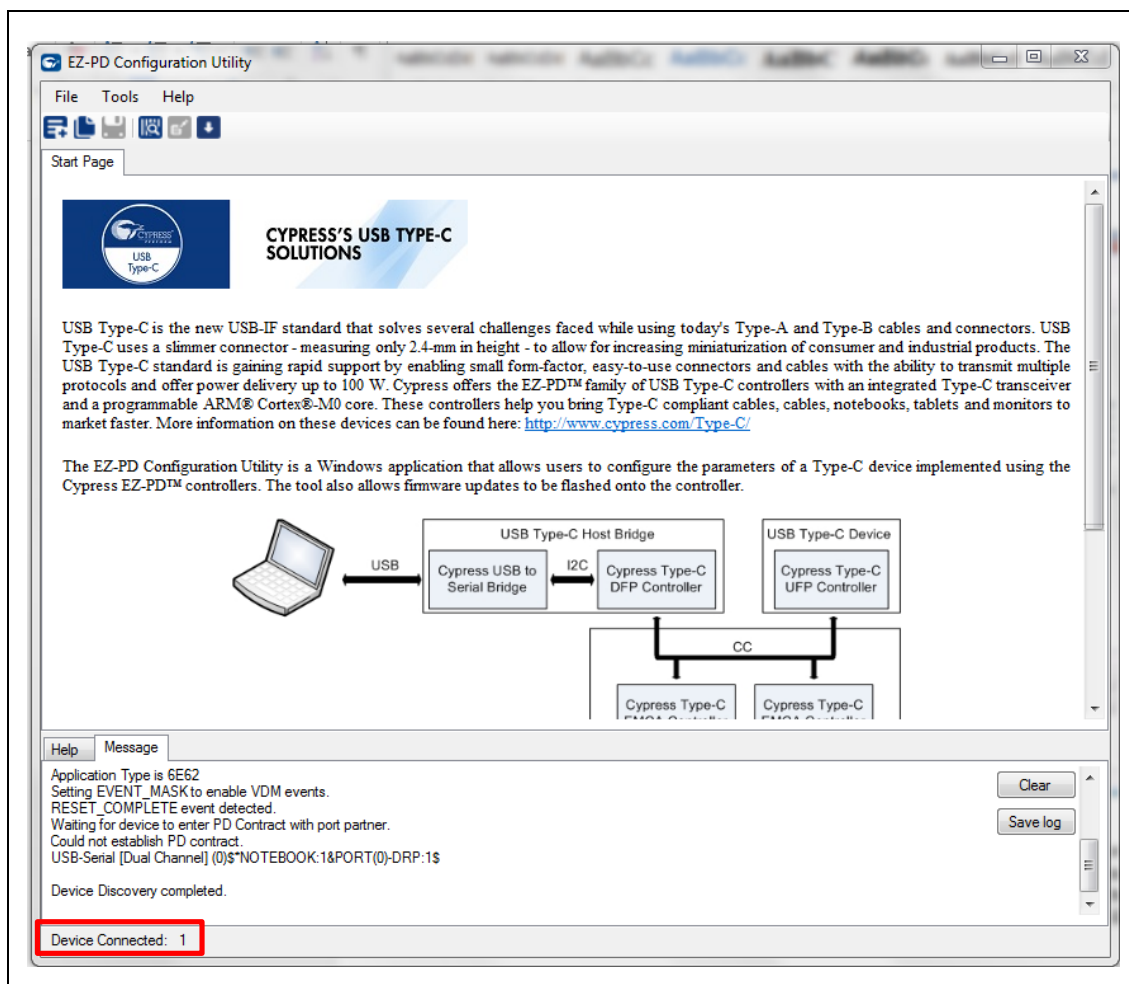 EZ-PD Configuration Utility
File Tools Help
Start Page
CYPRESS
PERFORM
USB
Type-C
CYPRESS'S USB TYPE-C
SOLUTIONS
USB Type-C is the new USB-IF standard that solves several challenges faced while using today's Type-A and Type-B cables and connectors. USB
Type-C uses a slimmer connector - measuring only 2.4-mm in height - to allow for increasing miniaturization of consumer and industrial products. The
USB Type-C standard is gaining rapid support by enabling small form-factor, easy-to-use connectors and cables with the ability to transmit multiple
protocols and offer power delivery up to 100 W. Cypress offers the EZ-PD™ family of USB Type-C controllers with an integrated Type-C transceiver
and a programmable ARM® Cortex®-M0 core. These controllers help you bring Type-C compliant cables, cables, notebooks, tablets and monitors to
market faster. More information on these devices can be found here: http://www.cypress.com/Type-C/
The EZ-PD Configuration Utility is a Windows application that allows users to configure the parameters of a Type-C device implemented using the
Cypress EZ-PD™ controllers. The tool also allows firmware updates to be flashed onto the controller.
USB Type-C Host Bridge
USB Type-C Device
USB
Cypress USB to
Serial Bridge
I2C
Cypress Type-C
DFP Controller
Cypress Type-C
UFP Controller
CC
Cypress Type-C
Cypress Type-C
Help Message
Application Type is 6E62
Setting EVENT_MASK to enable VDM events.
RESET_COMPLETE event detected.
Waiting for device to enter PD Contract with port partner.
Could not establish PD contract.
USB-Serial [Dual Channel] (0)$*NOTEBOOK:1&PORT(0)-DRP:1$
Device Discovery completed.
Clear
Save log
Device Connected: 1